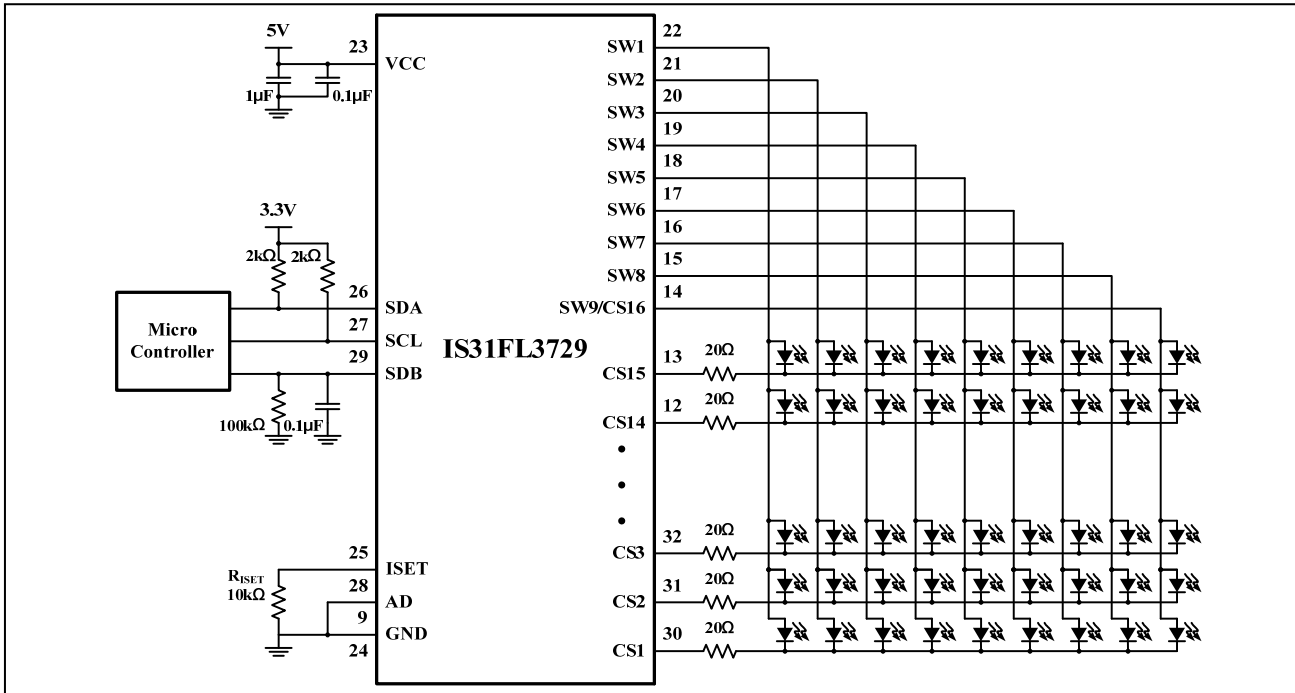 5V
23
VCC
1µF
0.1µF
3.3V
2kΩ
2kΩ
Micro
Controller
26
SDA
27
SCL
29
SDB
100kΩ
0.1µF
IS31FL3729
25
ISET
RISET
10kΩ
28
AD
9
GND
24
22
SW1
21
SW2
20
SW3
19
SW4
18
SW5
17
SW6
16
SW7
15
SW8
14
SW9/CS16
13
CS15
20Ω
12
CS14
20Ω
32
CS3
20Ω
31
CS2
20Ω
30
CS1
20Ω